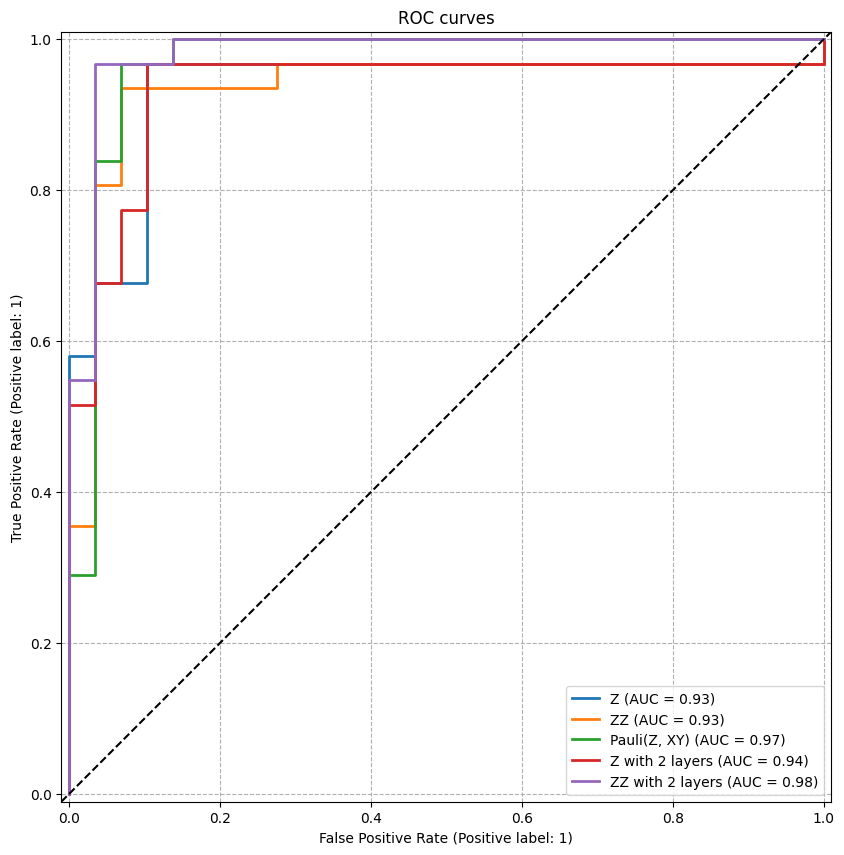 ROC curves
True Positive Rate (Positive label: 1)
1.0
0.8
0.6
0.4
0.2
0.0
0.0 0.2 0.4 0.6 0.8 1.0
False Positive Rate (Positive label: 1)
Z (AUC = 0.93)
ZZ (AUC = 0.93)
Pauli(Z, XY) (AUC = 0.97)
Z with 2 layers (AUC = 0.94)
ZZ with 2 layers (AUC = 0.98)